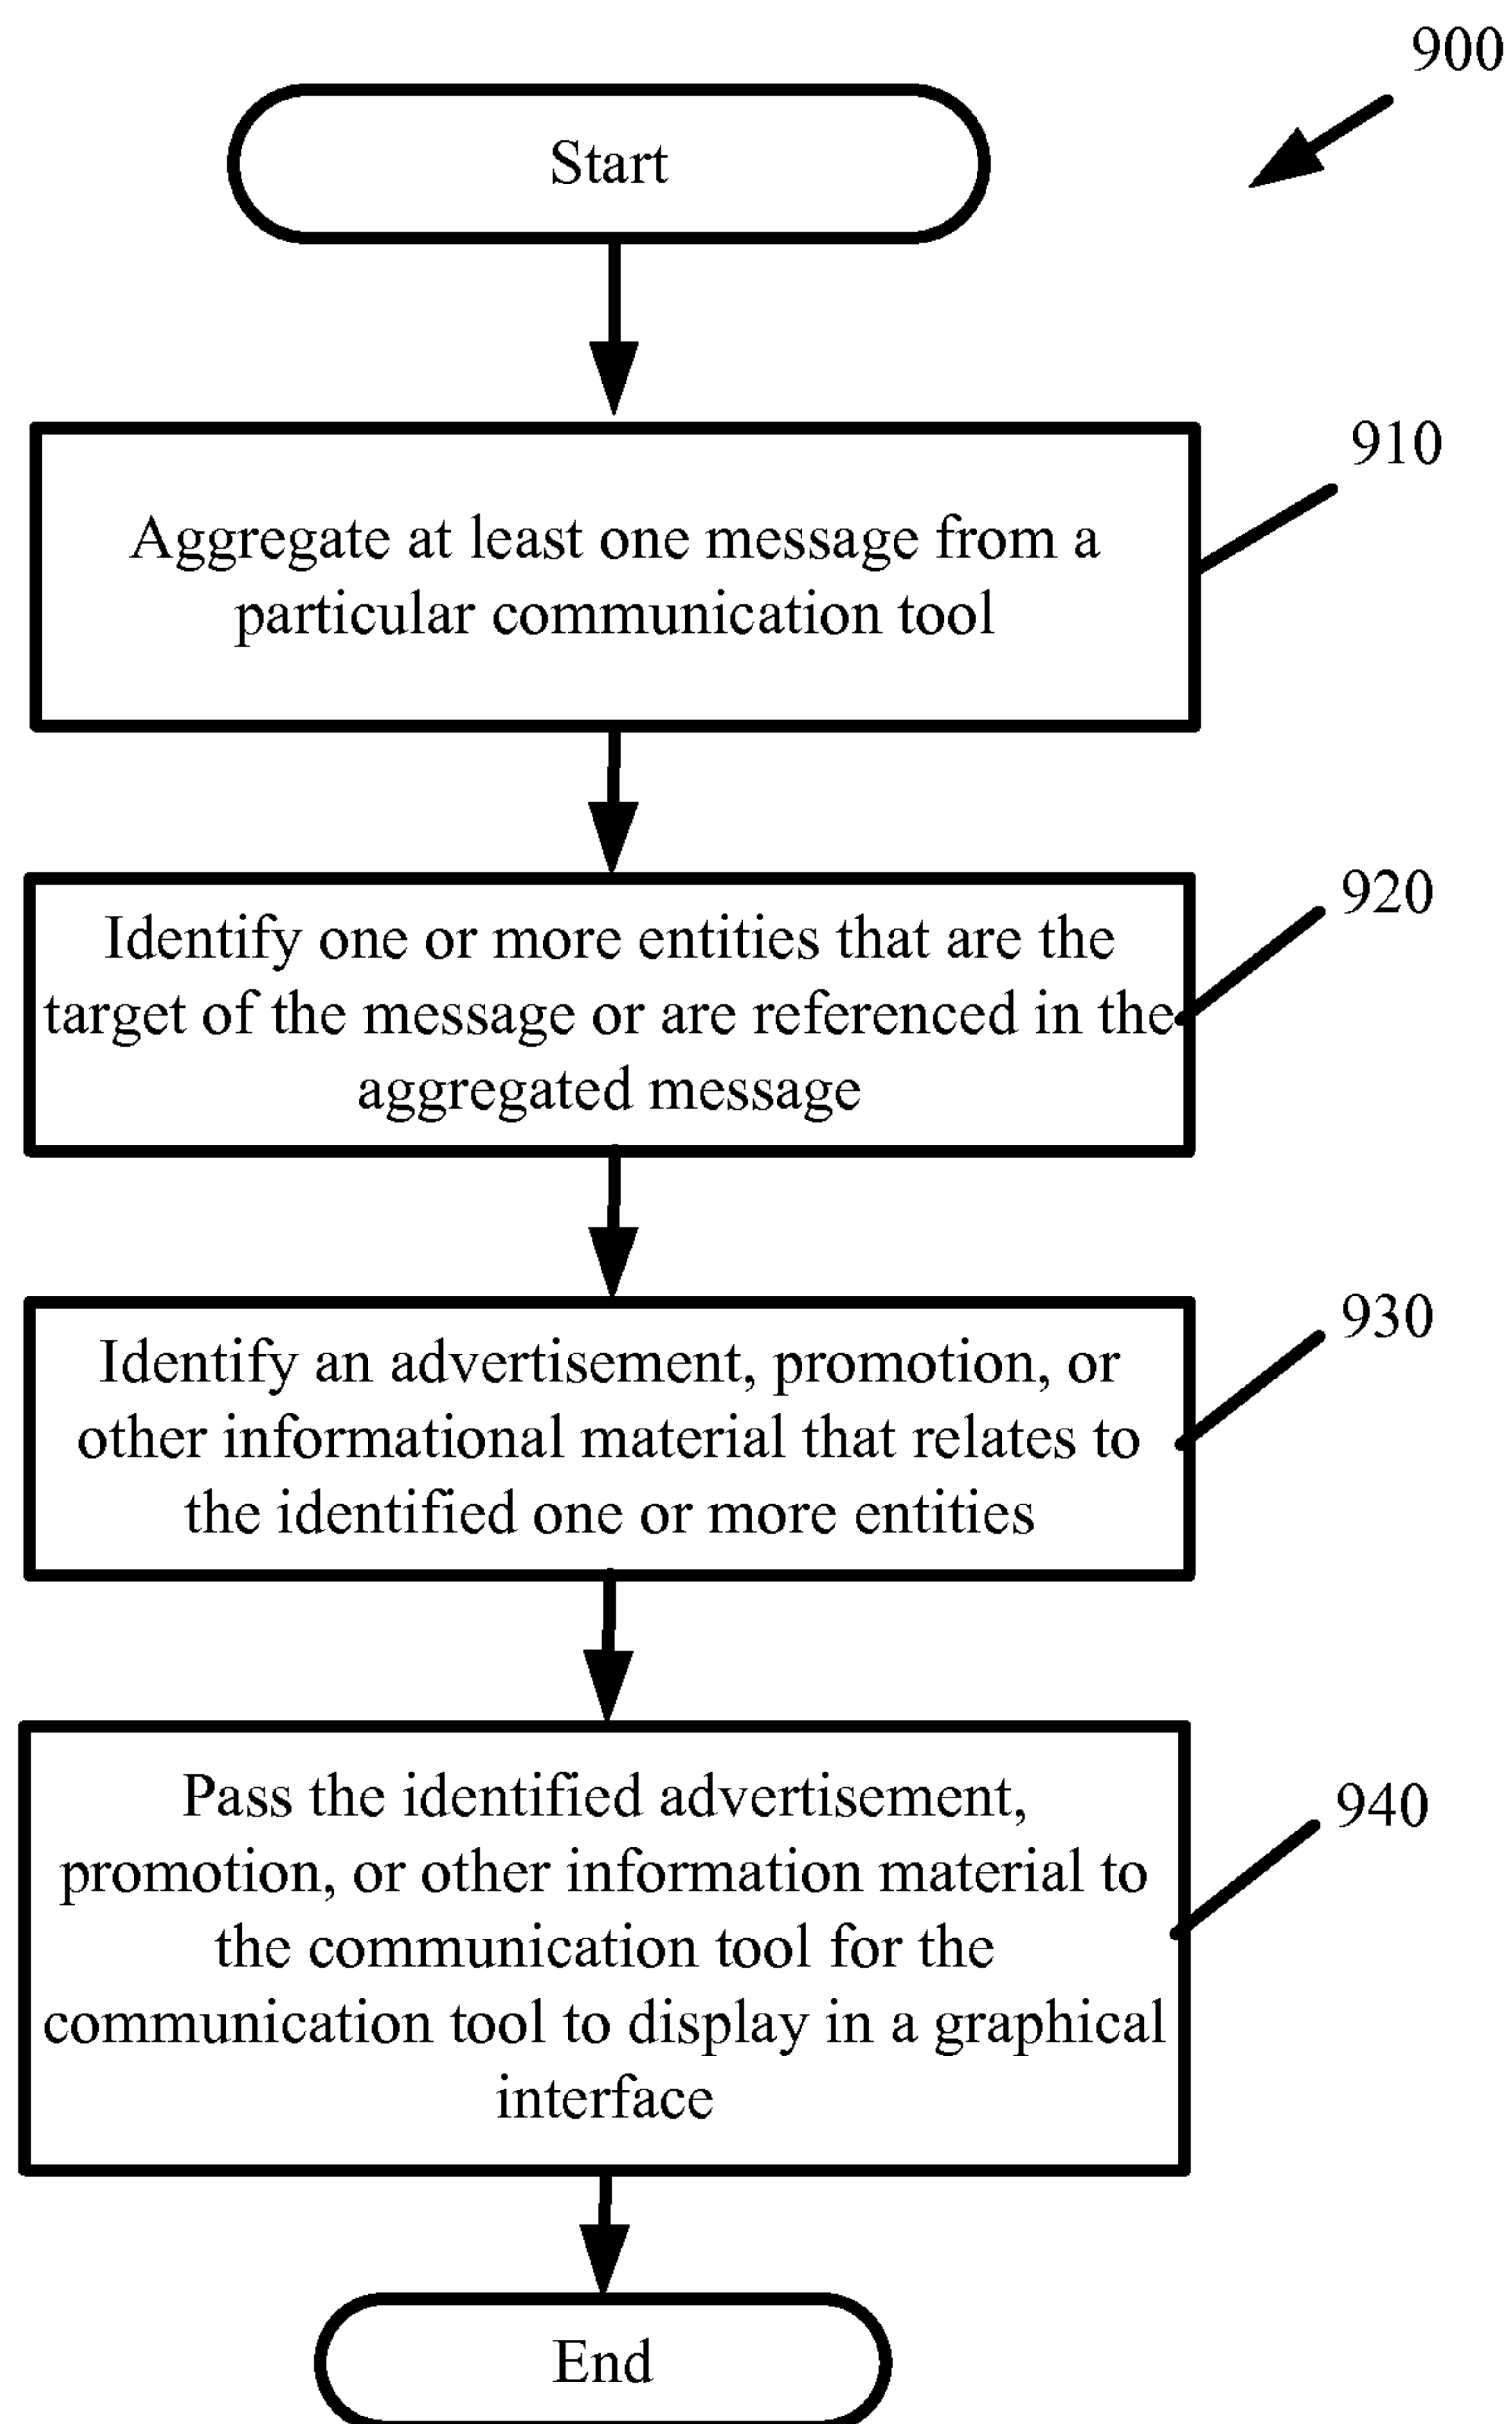 900
Start
910
Aggregate at least one message from a
particular communication tool
920
Identify one or more entities that are the
target of the message or are referenced in the
aggregated message
930
Identify an advertisement, promotion, or
other informational material that relates to
the identified one or more entities
940
Pass the identified advertisement,
promotion, or other information material to
the communication tool for the
communication tool to display in a graphical
interface
End